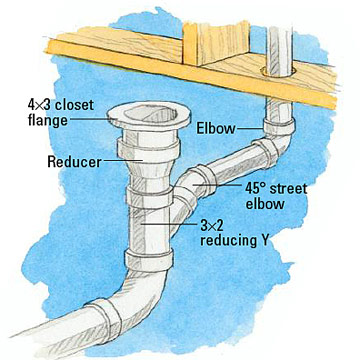 4×3 closet
flange
Elbow
Reducer
45° street
elbow
3×2
reducing Y